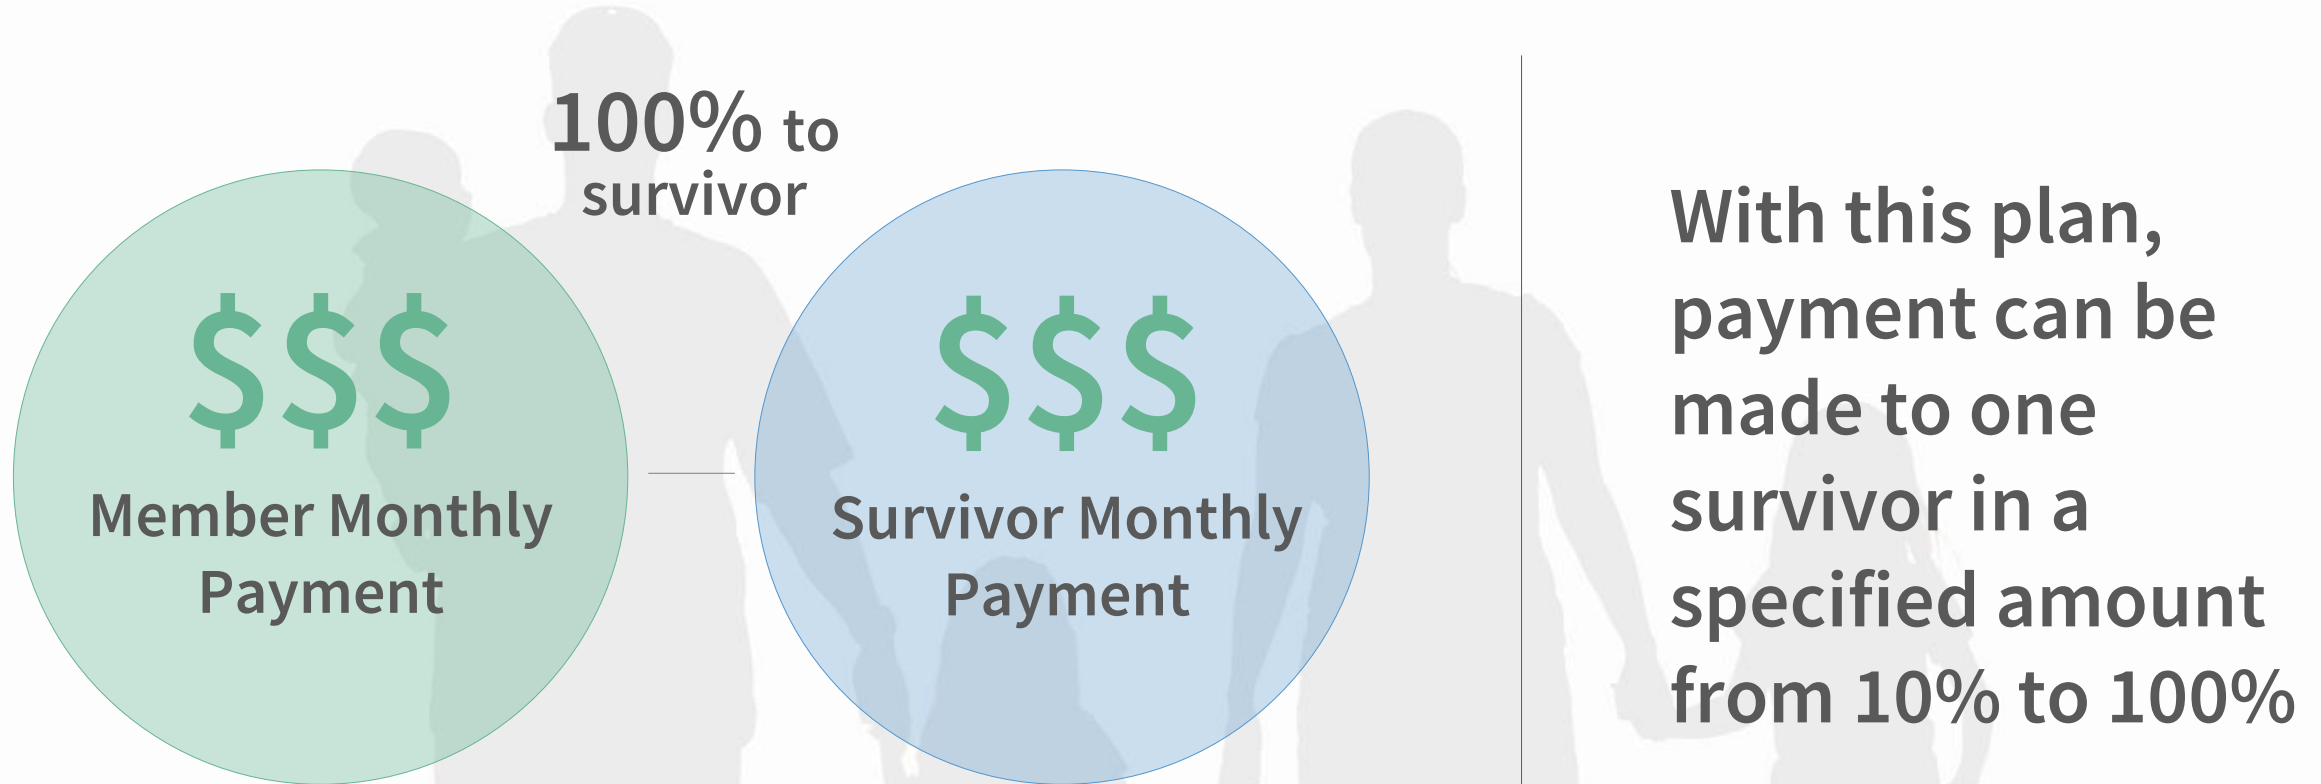 100% to
survivor
$$$
Member Monthly
Payment
$$$
Survivor Monthly
Payment
With this plan,
payment can be
made to one
survivor in a
specified amount
from 10% to 100%